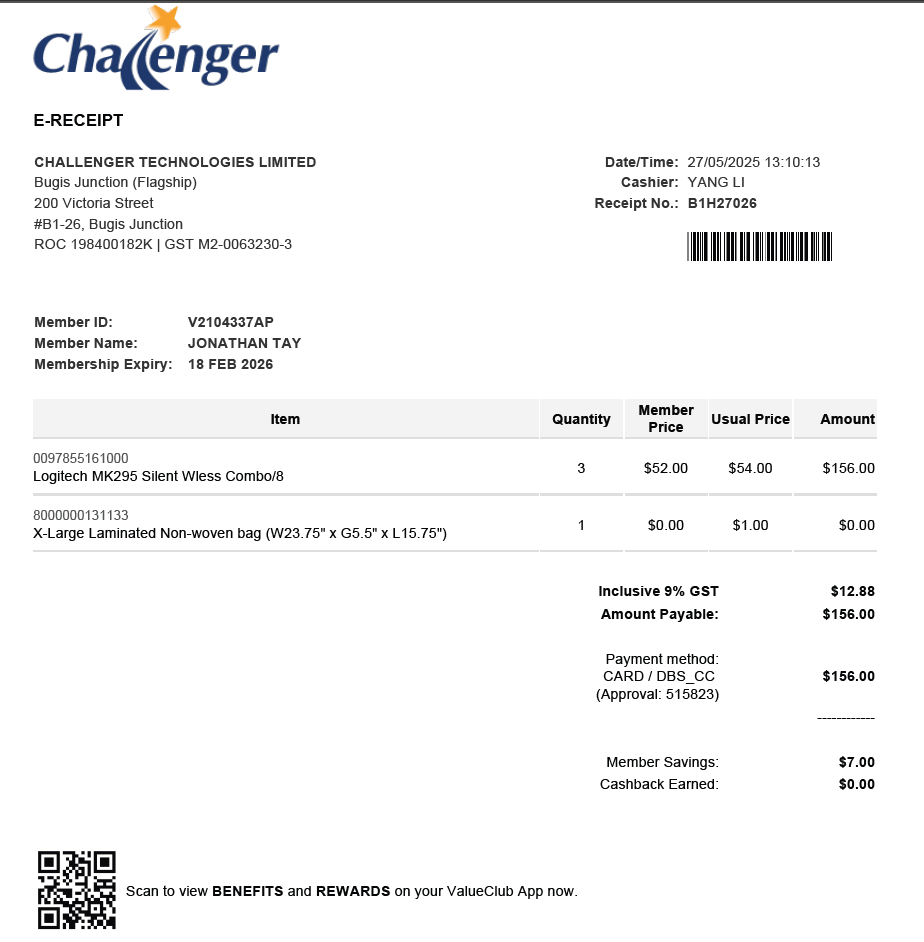 Challenger
E-RECEIPT
CHALLENGER TECHNOLOGIES LIMITED
Bugis Junction (Flagship)
200 Victoria Street
#B1-26, Bugis Junction
ROC 198400182K | GST M2-0063230-3
Date/Time: 27/05/2025 13:10:13
Cashier: YANG LI
Receipt No.: B1H27026
Member ID: V2104337AP
Member Name: JONATHAN TAY
Membership Expiry: 18 FEB 2026
Item Quantity Member Price Usual Price Amount
0097855161000
Logitech MK295 Silent Wless Combo/8 3 $52.00 $54.00 $156.00
8000000131133
X-Large Laminated Non-woven bag (W23.75" x G5.5" x L15.75") 1 $0.00 $1.00 $0.00
Inclusive 9% GST $12.88
Amount Payable: $156.00
Payment method:
CARD / DBS_CC $156.00
(Approval: 515823)
------------
Member Savings: $7.00
Cashback Earned: $0.00
Scan to view BENEFITS and REWARDS on your ValueClub App now.